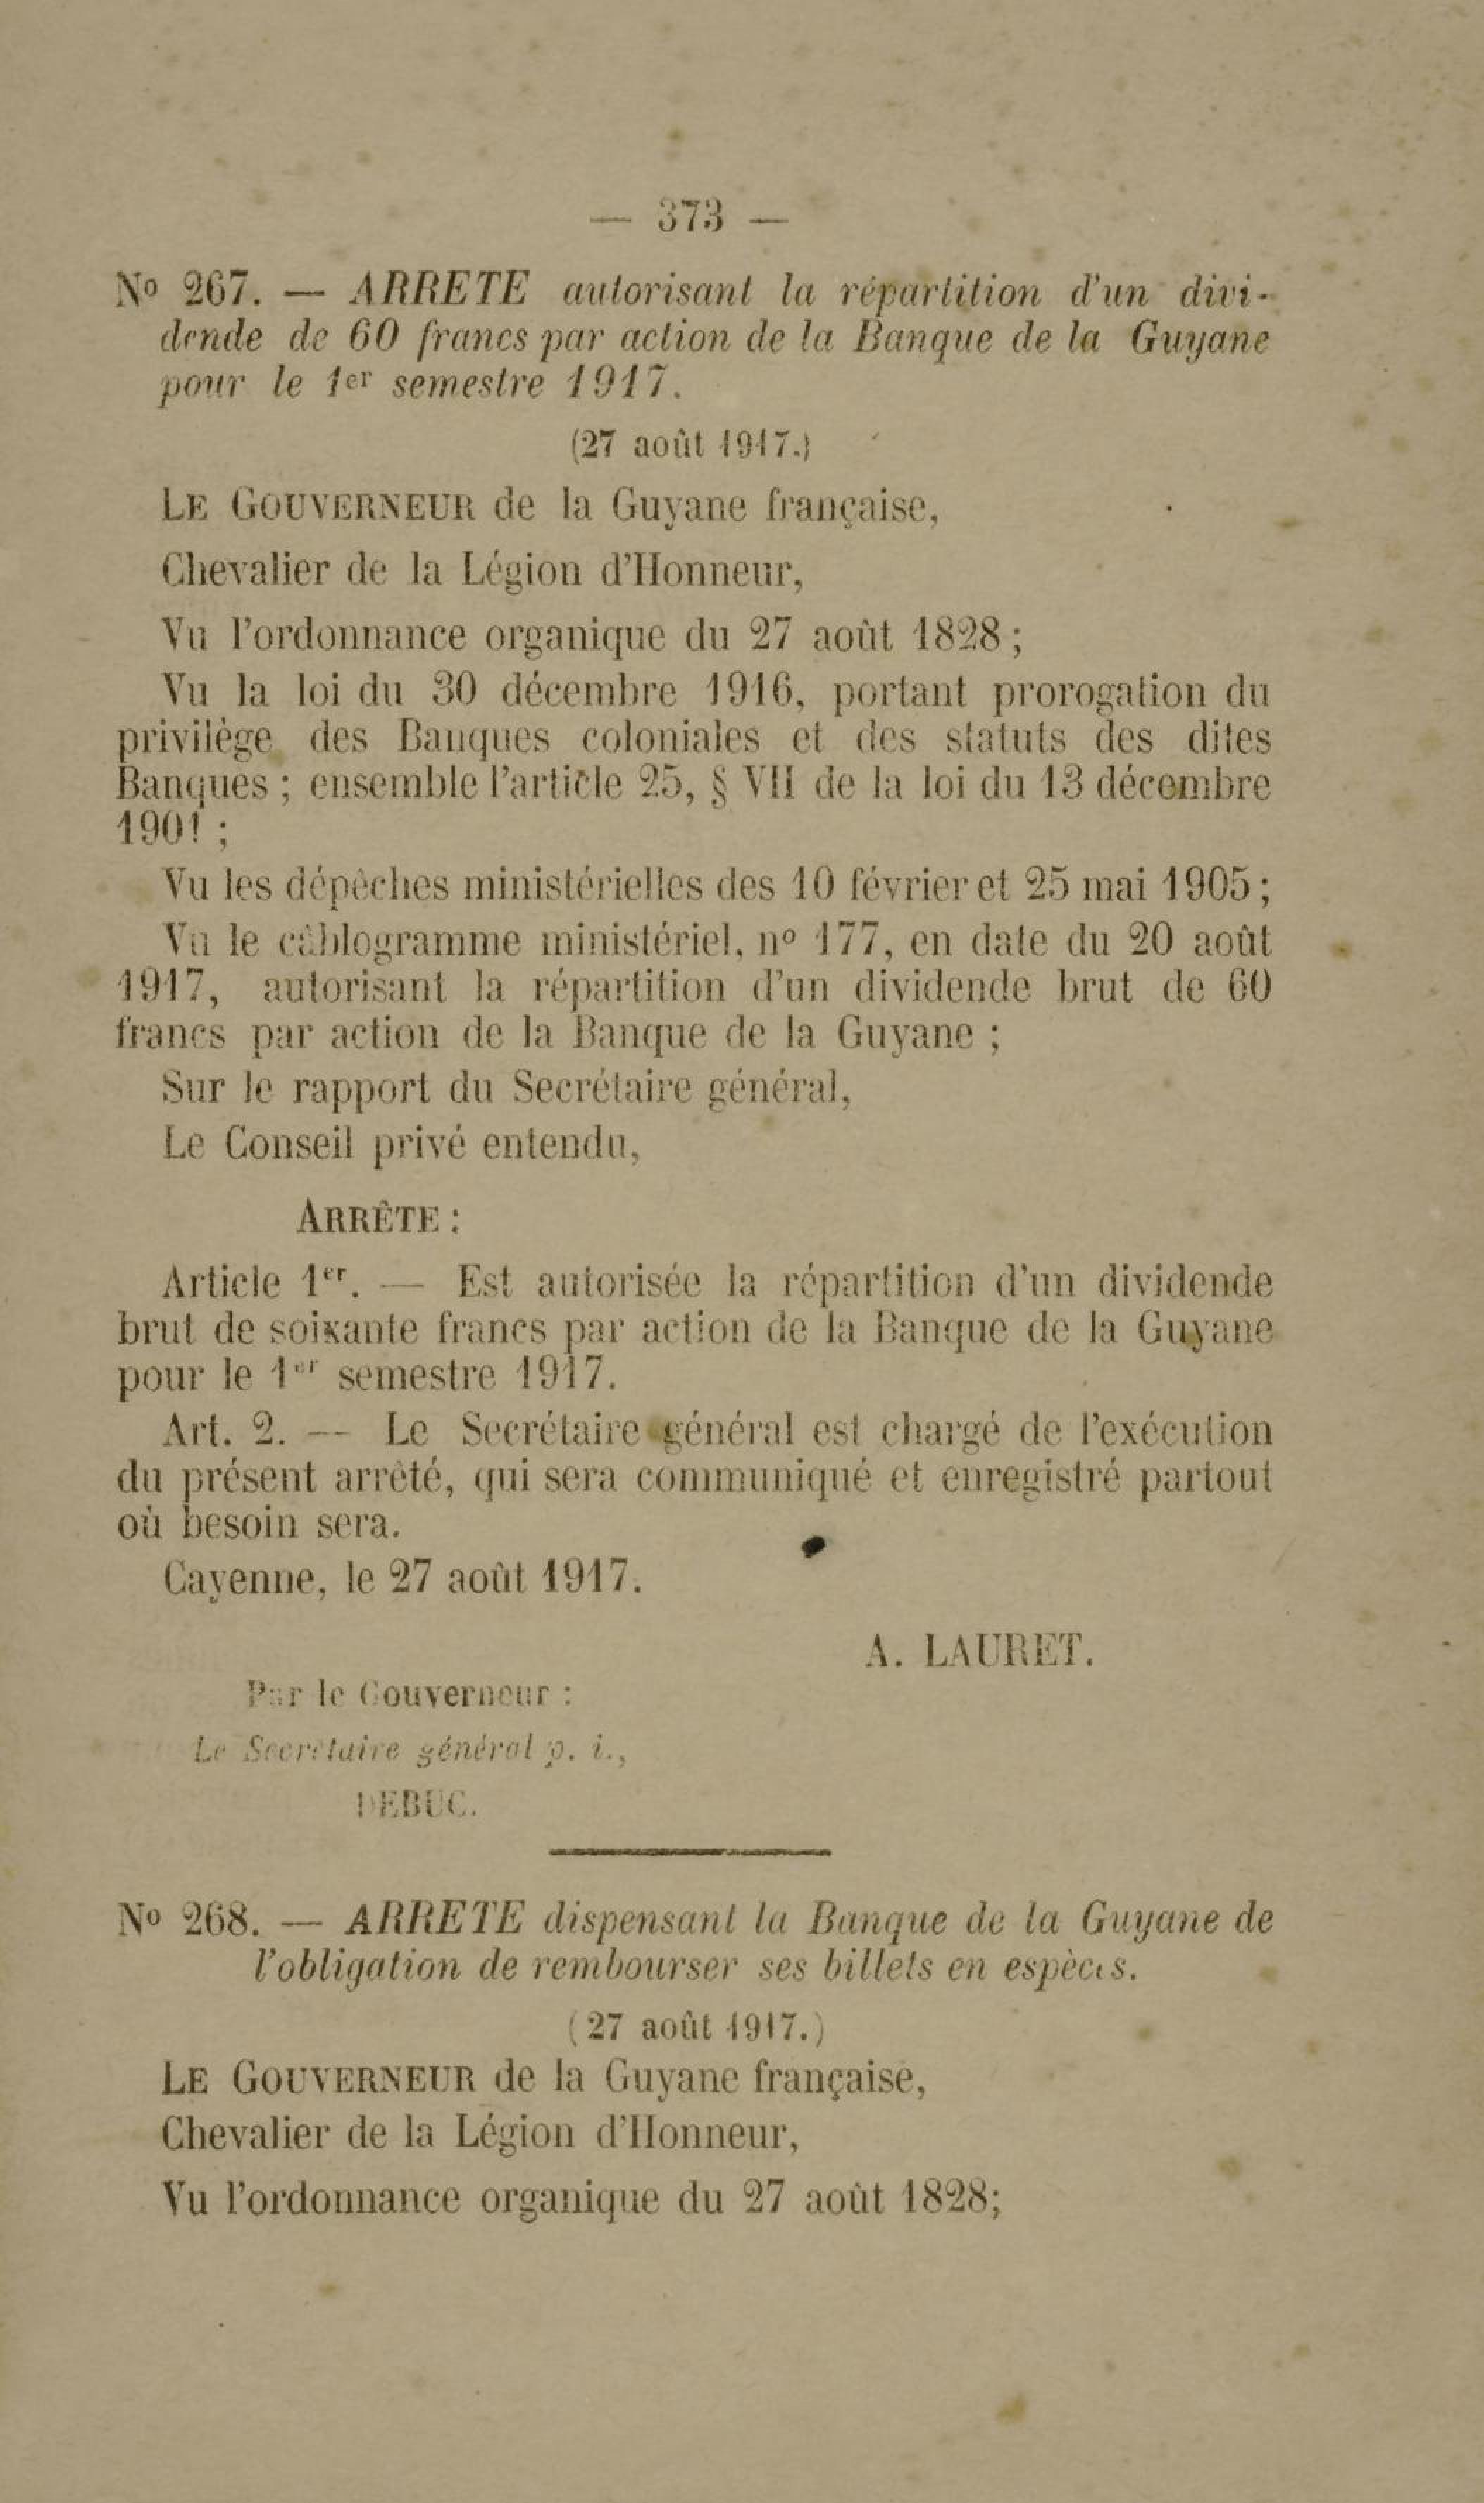 — 373 —
Nº 267. — ARRETE autorisant la répartition d'un divi-
dende de 60 francs par action de la Banque de la Guyane
pour le 1er semestre 1917.
(27 août 1917.)
LE GOUVERNEUR de la Guyane française,
Chevalier de la Légion d'Honneur,
Vu l'ordonnance organique du 27 août 1828 ;
Vu la loi du 30 décembre 1916, portant prorogation du
privilège des Banques coloniales et des statuts des dites
Banques ; ensemble l'article 25, § VII de la loi du 13 décembre
1901 ;
Vu les dépêches ministérielles des 10 février et 25 mai 1905 ;
Vu le câblogramme ministériel, nº 177, en date du 20 août
1917, autorisant la répartition d'un dividende brut de 60
francs par action de la Banque de la Guyane ;
Sur le rapport du Secrétaire général,
Le Conseil privé entendu,
ARRÊTE :
Article 1er. — Est autorisée la répartition d'un dividende
brut de soixante francs par action de la Banque de la Guyane
pour le 1er semestre 1917.
Art. 2. — Le Secrétaire général est chargé de l'exécution
du présent arrêté, qui sera communiqué et enregistré partout
où besoin sera.
Cayenne, le 27 août 1917.
A. LAURET.
Par le Gouverneur :
Le Secrétaire général p. i.,
DEBUC.
Nº 268. — ARRETE dispensant la Banque de la Guyane de
l'obligation de rembourser ses billets en espèces.
(27 août 1917.)
LE GOUVERNEUR de la Guyane française,
Chevalier de la Légion d'Honneur,
Vu l'ordonnance organique du 27 août 1828;